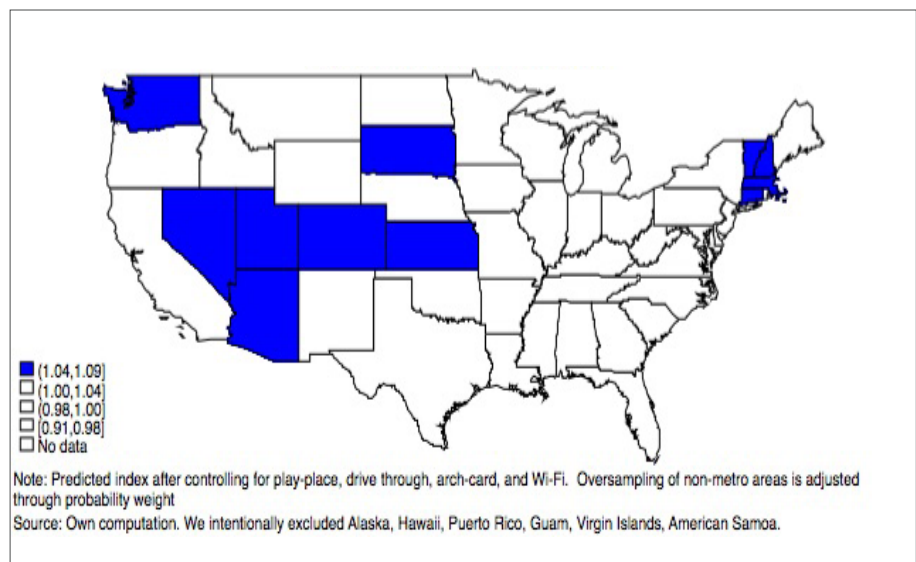 (1.04,1.09]
(1.00,1.04]
(0.98,1.00]
[0.91,0.98]
No data
Note: Predicted index after controlling for play-place, drive through, arch-card, and Wi-Fi. Oversampling of non-metro areas is adjusted
through probability weight
Source: Own computation. We intentionally excluded Alaska, Hawaii, Puerto Rico, Guam, Virgin Islands, American Samoa.